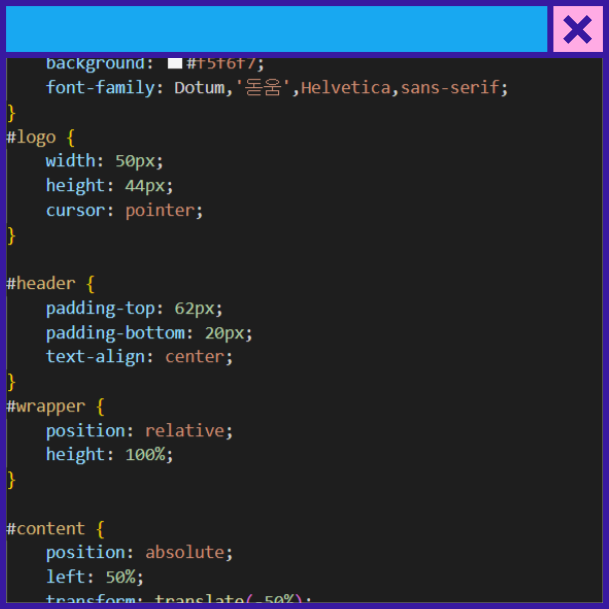 background: #f5f6f7;
font-family: Dotum,'돋움',Helvetica,sans-serif;
}
#logo {
width: 50px;
height: 44px;
cursor: pointer;
}
#header {
padding-top: 62px;
padding-bottom: 20px;
text-align: center;
}
#wrapper {
position: relative;
height: 100%;
}
#content {
position: absolute;
left: 50%;
transform: translate(-50%);